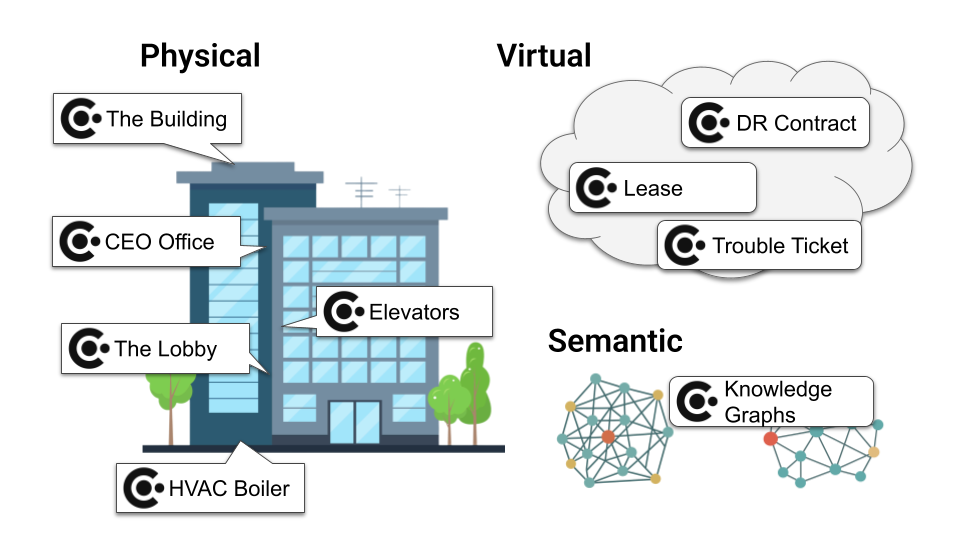 Physical
The Building
CEO Office
Elevators
The Lobby
HVAC Boiler
Virtual
DR Contract
Lease
Trouble Ticket
Semantic
Knowledge
Graphs